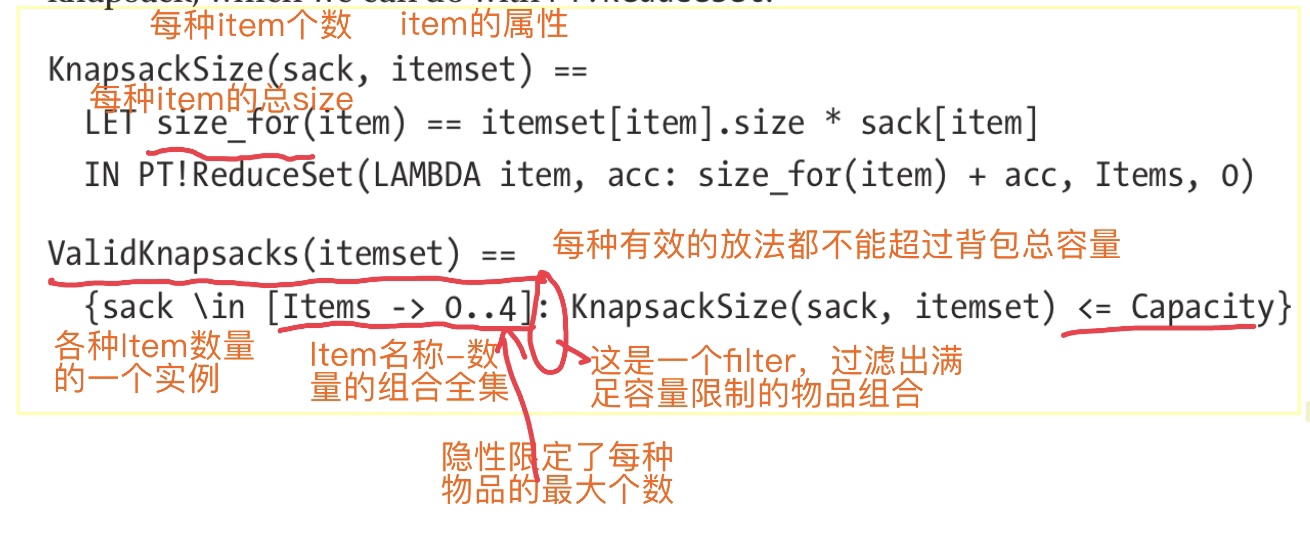 每种item个数 item的属性
KnapsackSize(sack, itemset) ==
每种item的总size
LET size_for(item) == itemset[item].size * sack[item]
IN PT!ReduceSet(LAMBDA item, acc: size_for(item) + acc, Items, 0)
每种有效的放法都不能超过背包总容量
ValidKnapsacks(itemset) ==
{sack \in [Items -> 0..4]: KnapsackSize(sack, itemset) <= Capacity}
各种Item数量
的一个实例
Item名称-数
量的组合全集
这是一个filter，过滤出满
足容量限制的物品组合
隐性限定了每种
物品的最大个数